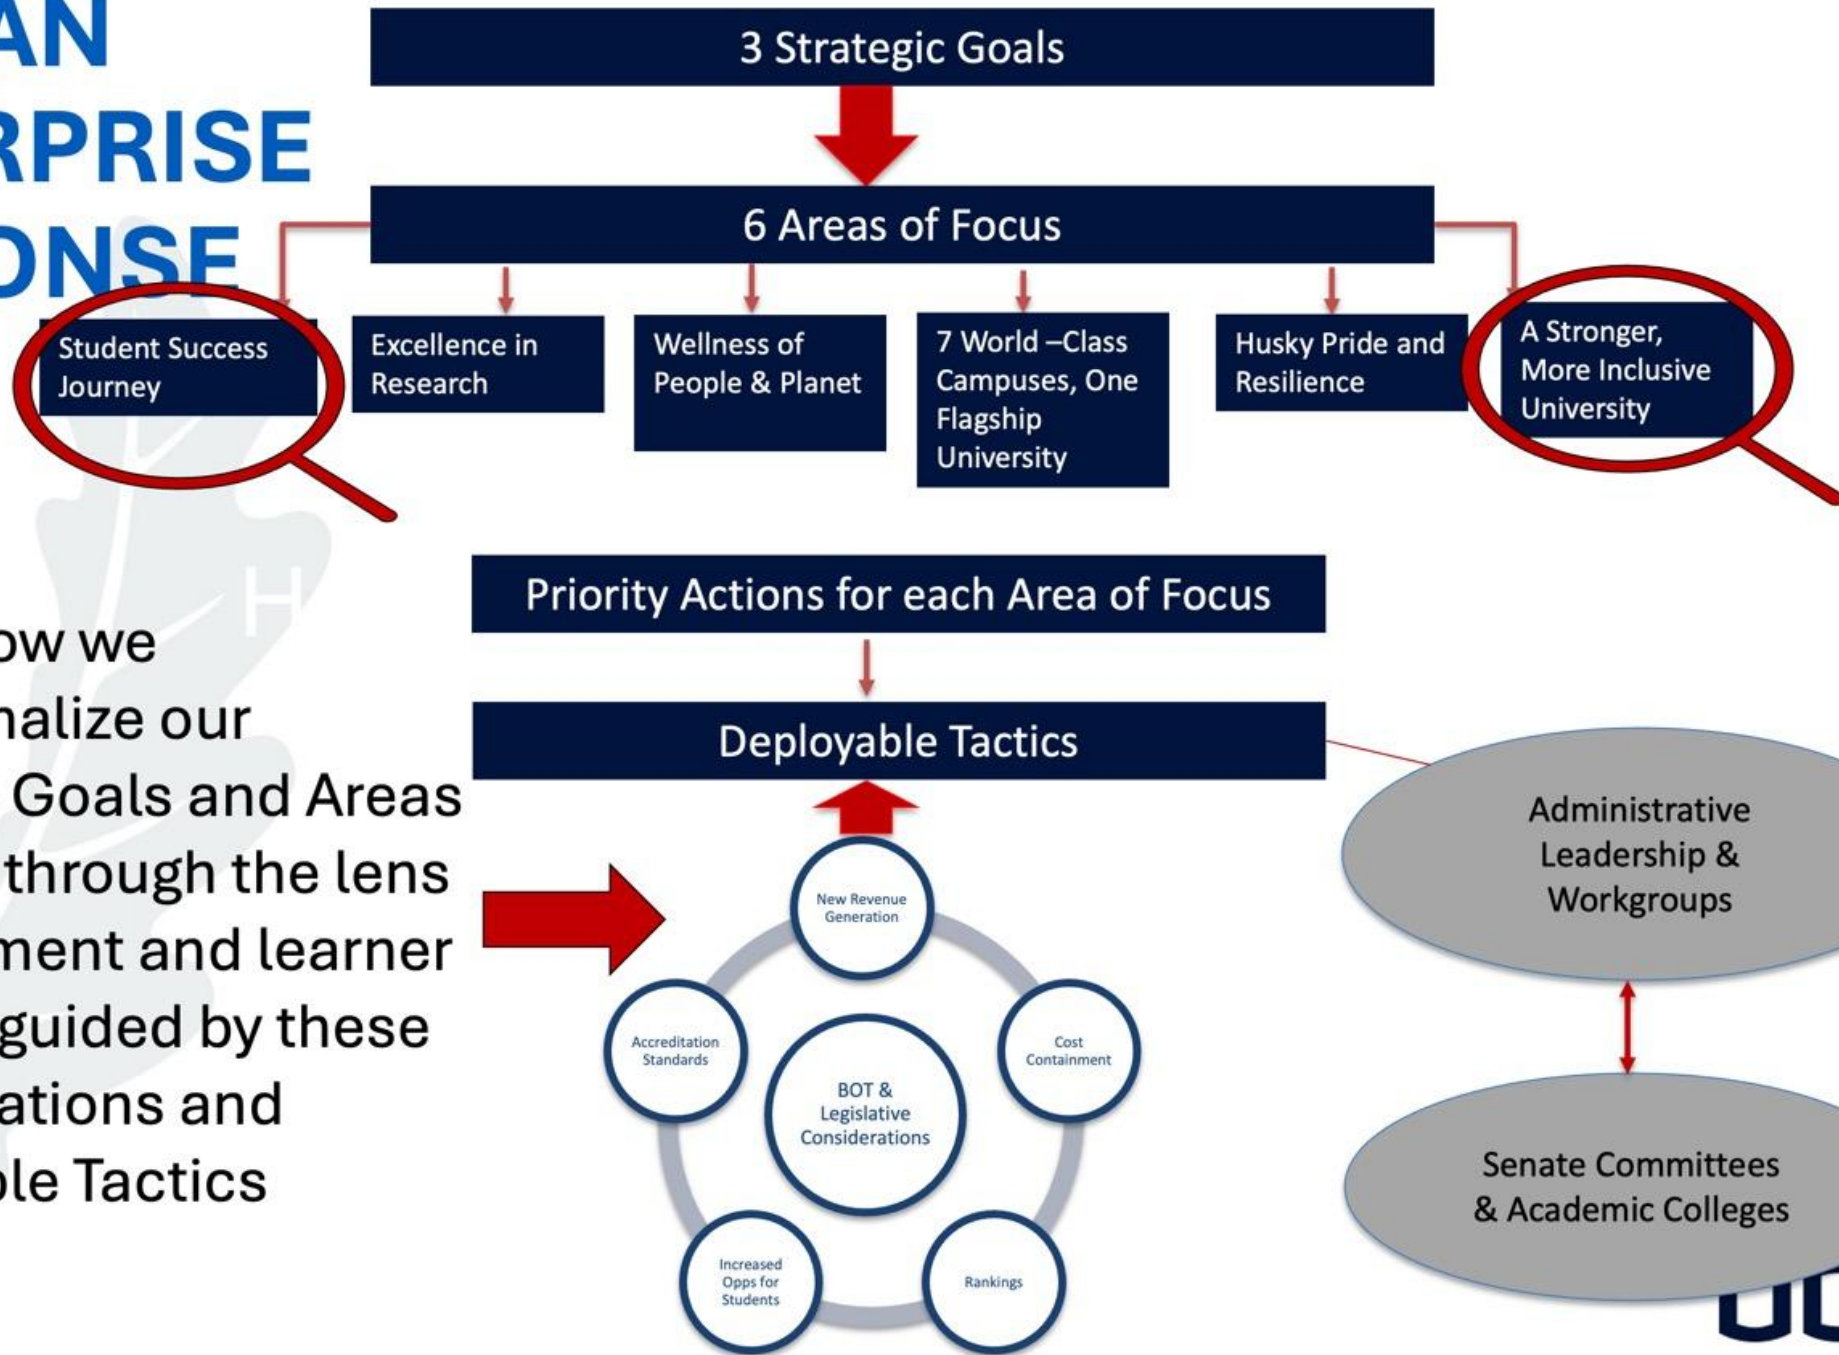 AN
RPRISE
ONSE
3 Strategic Goals
6 Areas of Focus
Student Success
Journey
Excellence in
Research
Wellness of
People & Planet
7 World –Class
Campuses, One
Flagship
University
Husky Pride and
Resilience
A Stronger,
More Inclusive
University
H
Priority Actions for each Area of Focus
Deployable Tactics
ow we
nalize our
Goals and Areas
through the lens
ment and learner
guided by these
ations and
ole Tactics
New Revenue
Generation
Accreditation
Standards
Cost
Containment
BOT &
Legislative
Considerations
Increased
Opps for
Students
Rankings
Administrative
Leadership &
Workgroups
Senate Committees
& Academic Colleges